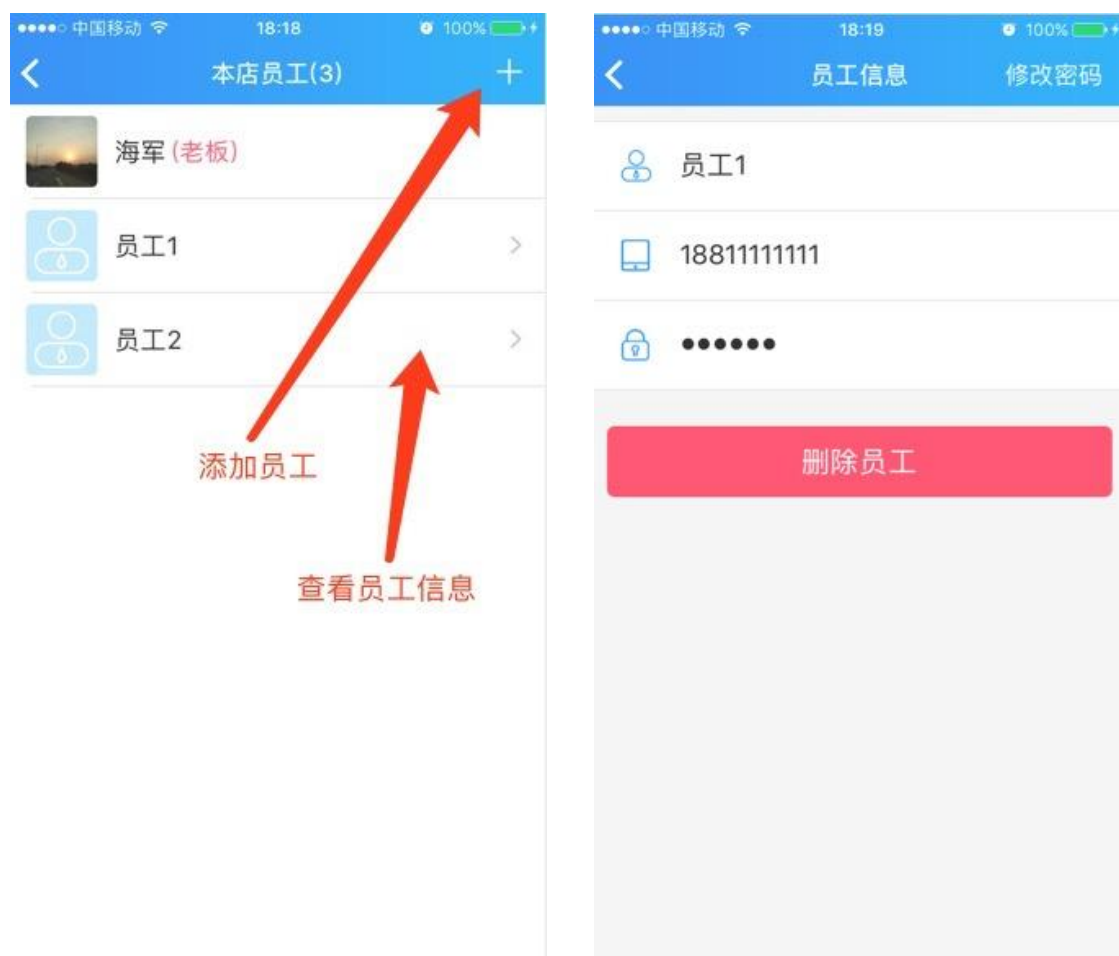 中国移动 18:18 100%
本店员工(3)
海军(老板)
员工1
员工2
添加员工
查看员工信息
中国移动 18:19 100%
员工信息 修改密码
员工1
18811111111
●●●●●●
删除员工